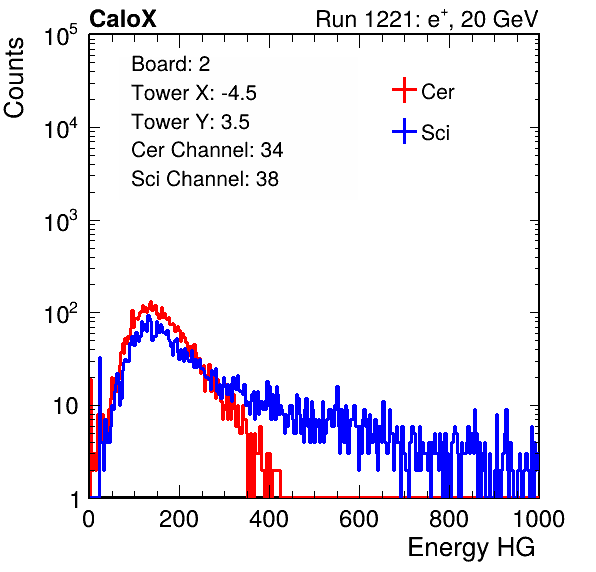 CaloX Run 1221: e⁺, 20 GeV
Counts
Board: 2
Tower X: -4.5
Tower Y: 3.5
Cer Channel: 34
Sci Channel: 38
Cer
Sci
10⁵
10⁴
10³
10²
10
1
0 200 400 600 800 1000
Energy HG